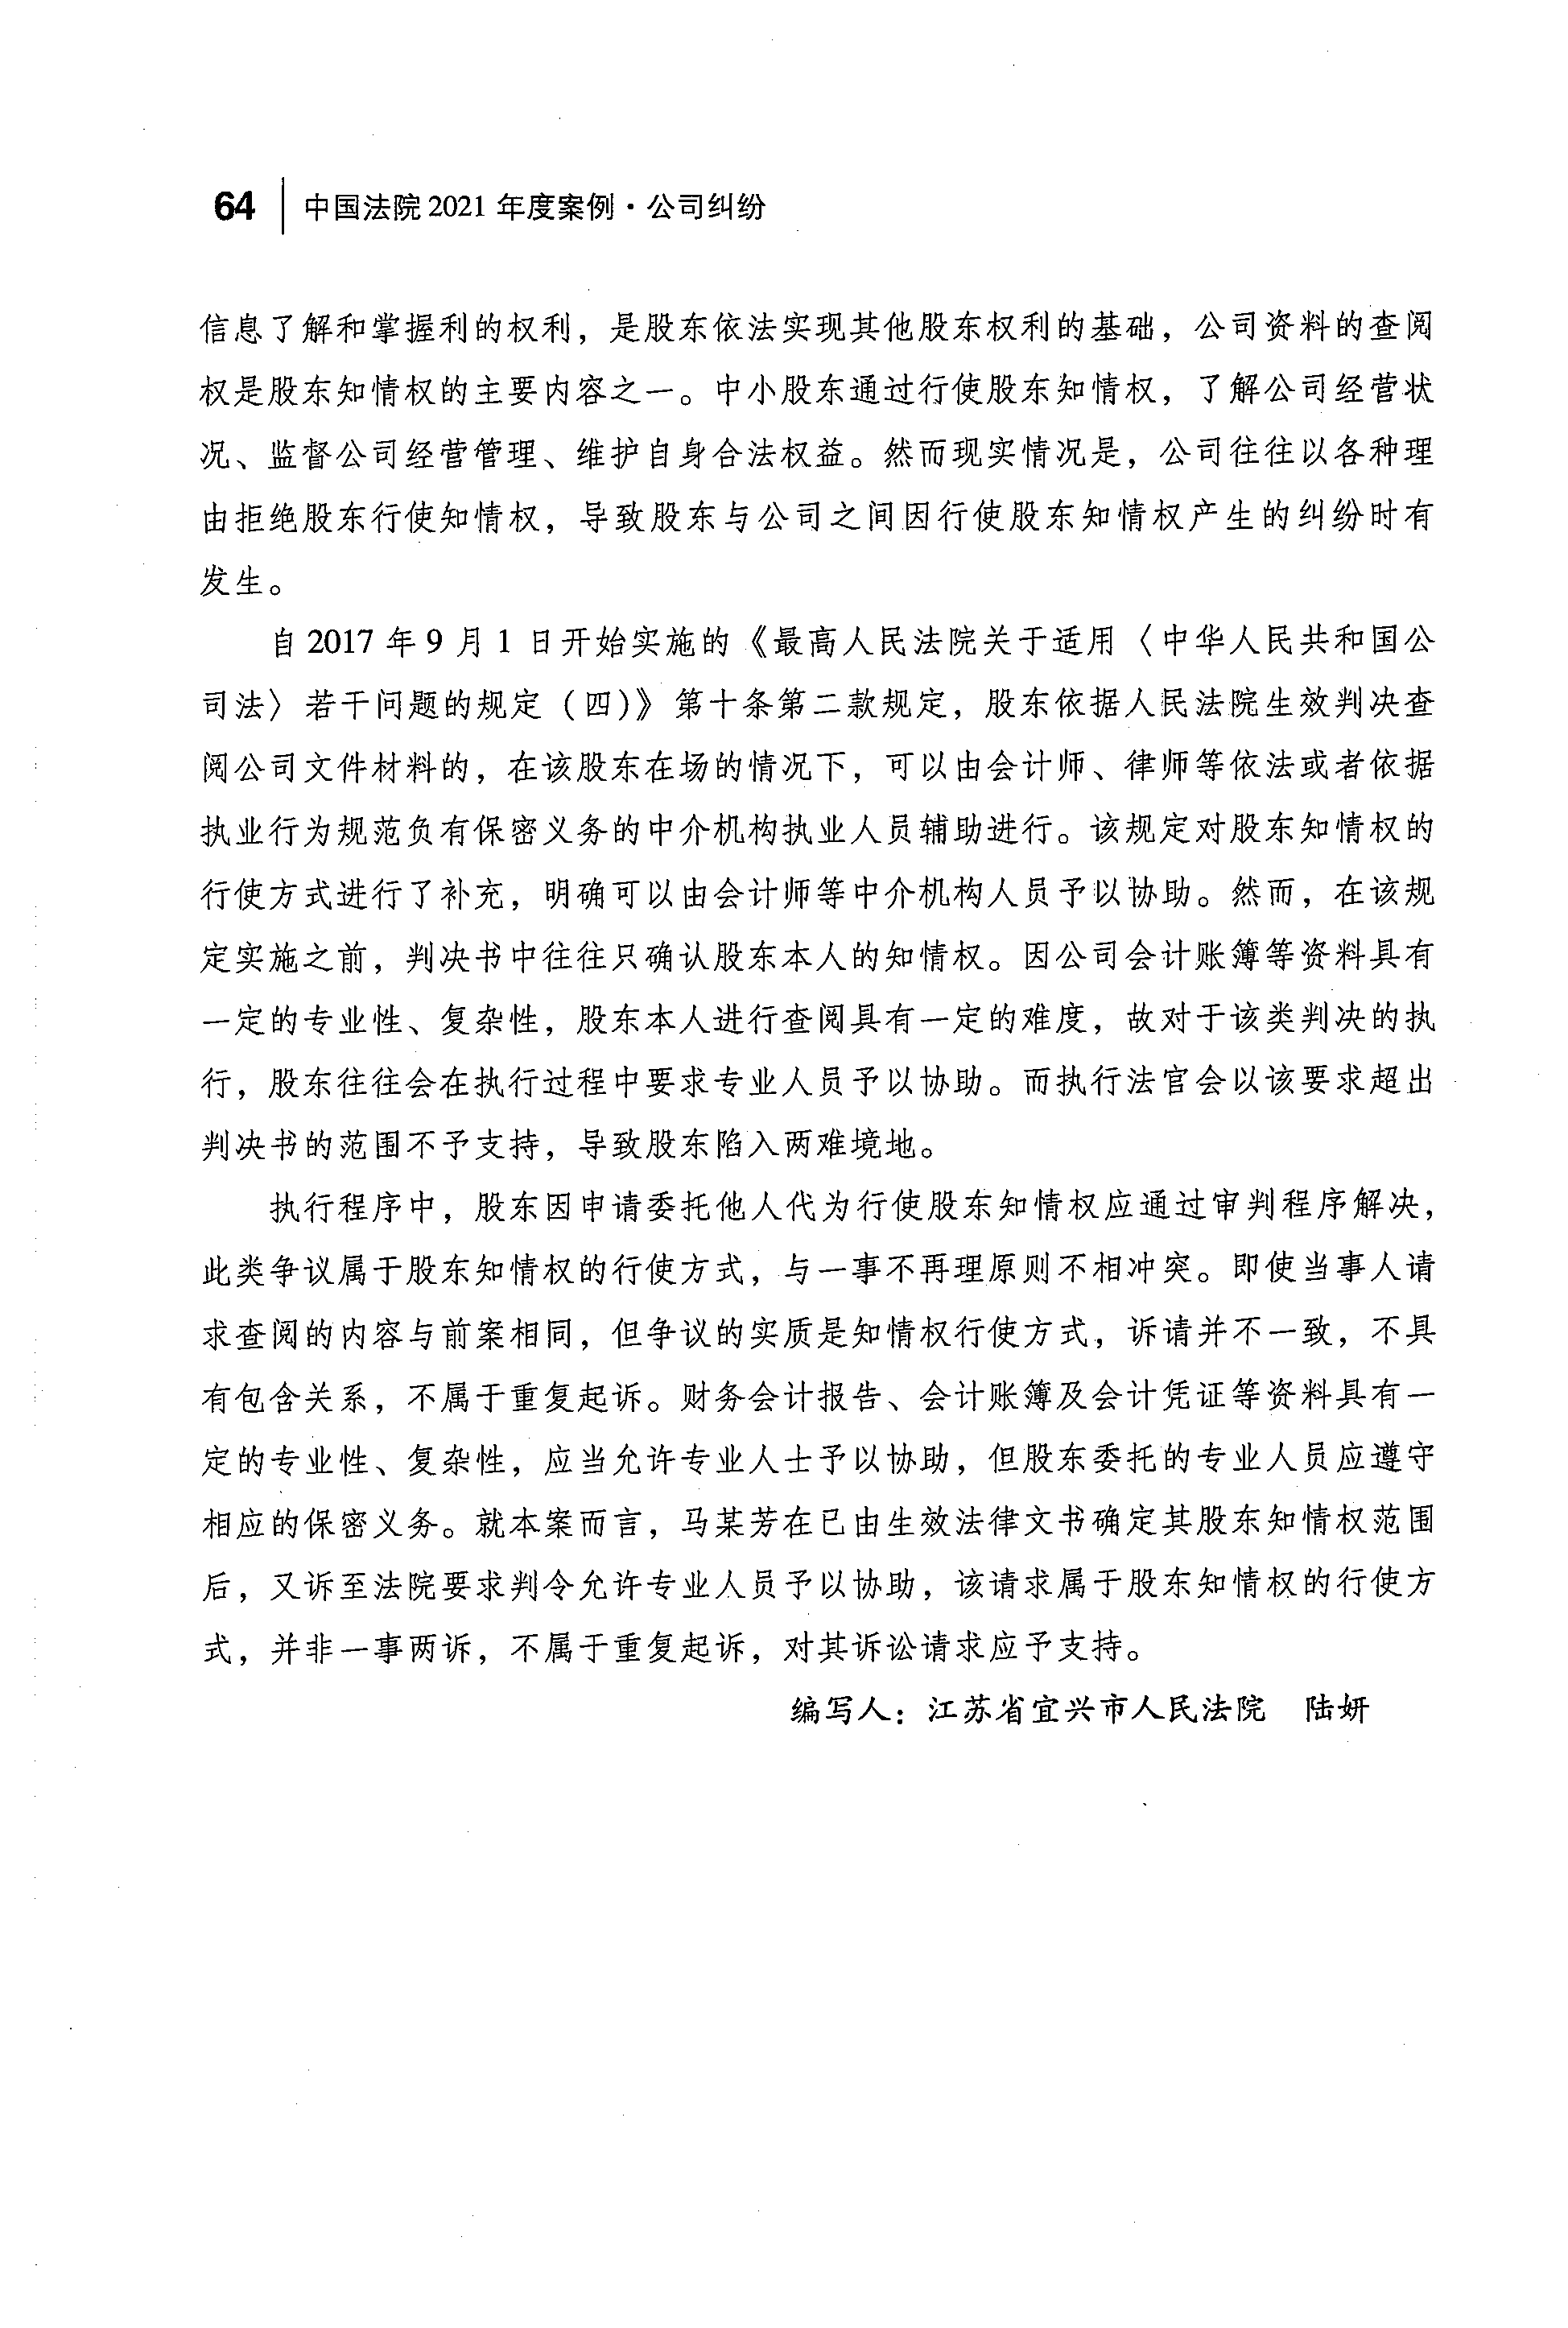 64 中国法院2021年度案例·公司纠纷
信息了解和掌握利的权利，是股东依法实现其他股东权利的基础，公司资料的查阅
权是股东知情权的主要内容之一。中小股东通过行使股东知情权，了解公司经营状
况、监督公司经营管理、维护自身合法权益。然而现实情况是，公司往往以各种理
由拒绝股东行使知情权，导致股东与公司之间因行使股东知情权产生的纠纷时有
发生。
自2017年9月1日开始实施的《最高人民法院关于适用〈中华人民共和国公
司法〉若干问题的规定（四）》第十条第二款规定，股东依据人民法院生效判决查
阅公司文件材料的，在该股东在场的情况下，可以由会计师、律师等依法或者依据
执业行为规范负有保密义务的中介机构执业人员辅助进行。该规定对股东知情权的
行使方式进行了补充，明确可以由会计师等中介机构人员予以协助。然而，在该规
定实施之前，判决书中往往只确认股东本人的知情权。因公司会计账簿等资料具有
一定的专业性、复杂性，股东本人进行查阅具有一定的难度，故对于该类判决的执
行，股东往往会在执行过程中要求专业人员予以协助。而执行法官会以该要求超出
判决书的范围不予支持，导致股东陷入两难境地。
执行程序中，股东因申请委托他人代为行使股东知情权应通过审判程序解决，
此类争议属于股东知情权的行使方式，与一事不再理原则不相冲突。即使当事人请
求查阅的内容与前案相同，但争议的实质是知情权行使方式，诉请并不一致，不具
有包含关系，不属于重复起诉。财务会计报告、会计账簿及会计凭证等资料具有一
定的专业性、复杂性，应当允许专业人士予以协助，但股东委托的专业人员应遵守
相应的保密义务。就本案而言，马某芳在已由生效法律文书确定其股东知情权范围
后，又诉至法院要求判令允许专业人员予以协助，该请求属于股东知情权的行使方
式，并非一事两诉，不属于重复起诉，对其诉讼请求应予支持。
编写人：江苏省宜兴市人民法院 陆妍